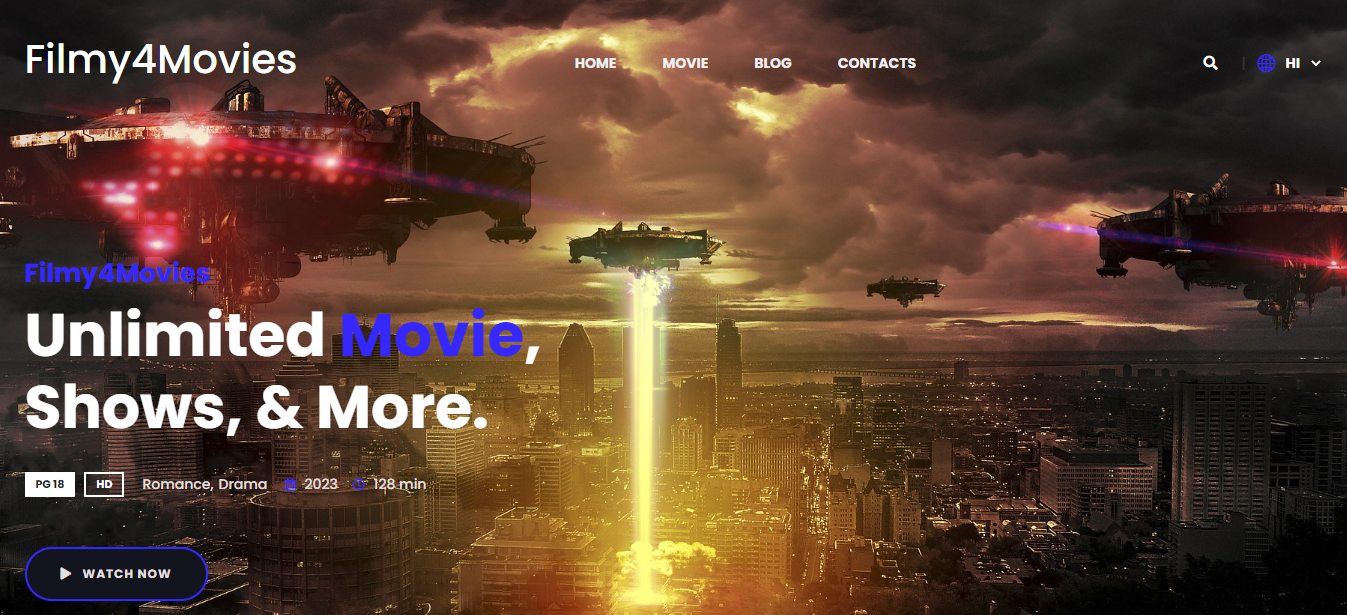 Filmy4Movies
HOME MOVIE BLOG CONTACTS
HI
Filmy4Movies
Unlimited Movie,
Shows, & More.
PG 18 HD Romance, Drama 2023 128 min
WATCH NOW